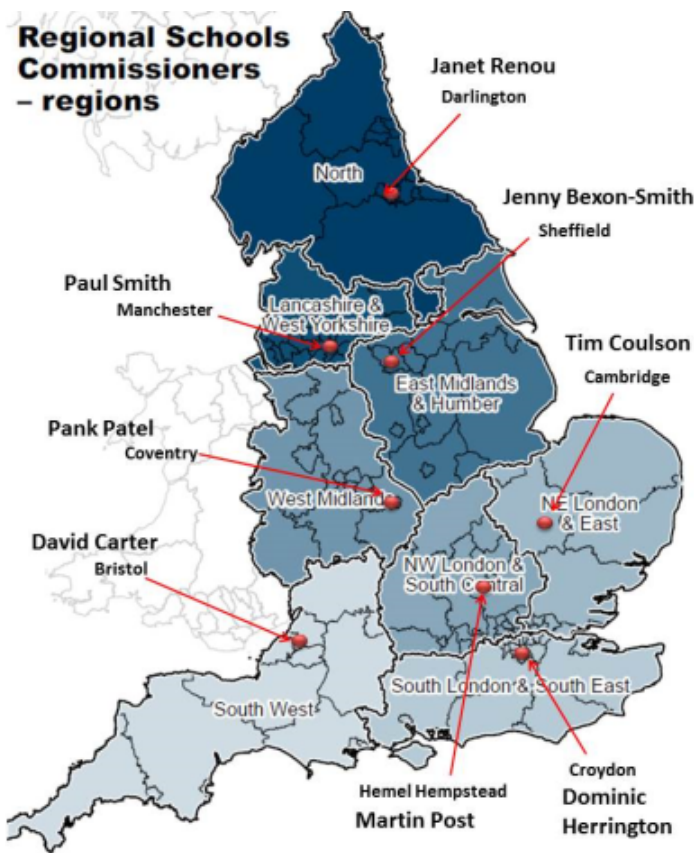 Regional Schools
Commissioners
– regions
Janet Renou
Darlington
North
Jenny Bexon-Smith
Sheffield
Paul Smith
Manchester
Lancashire &
West Yorkshire
Tim Coulson
Cambridge
East Midlands
& Humber
Pank Patel
Coventry
West Midlands
NE London
& East
David Carter
Bristol
NW London &
South Central
South West
South London & South East
Hemel Hempstead
Martin Post
Croydon
Dominic
Herrington